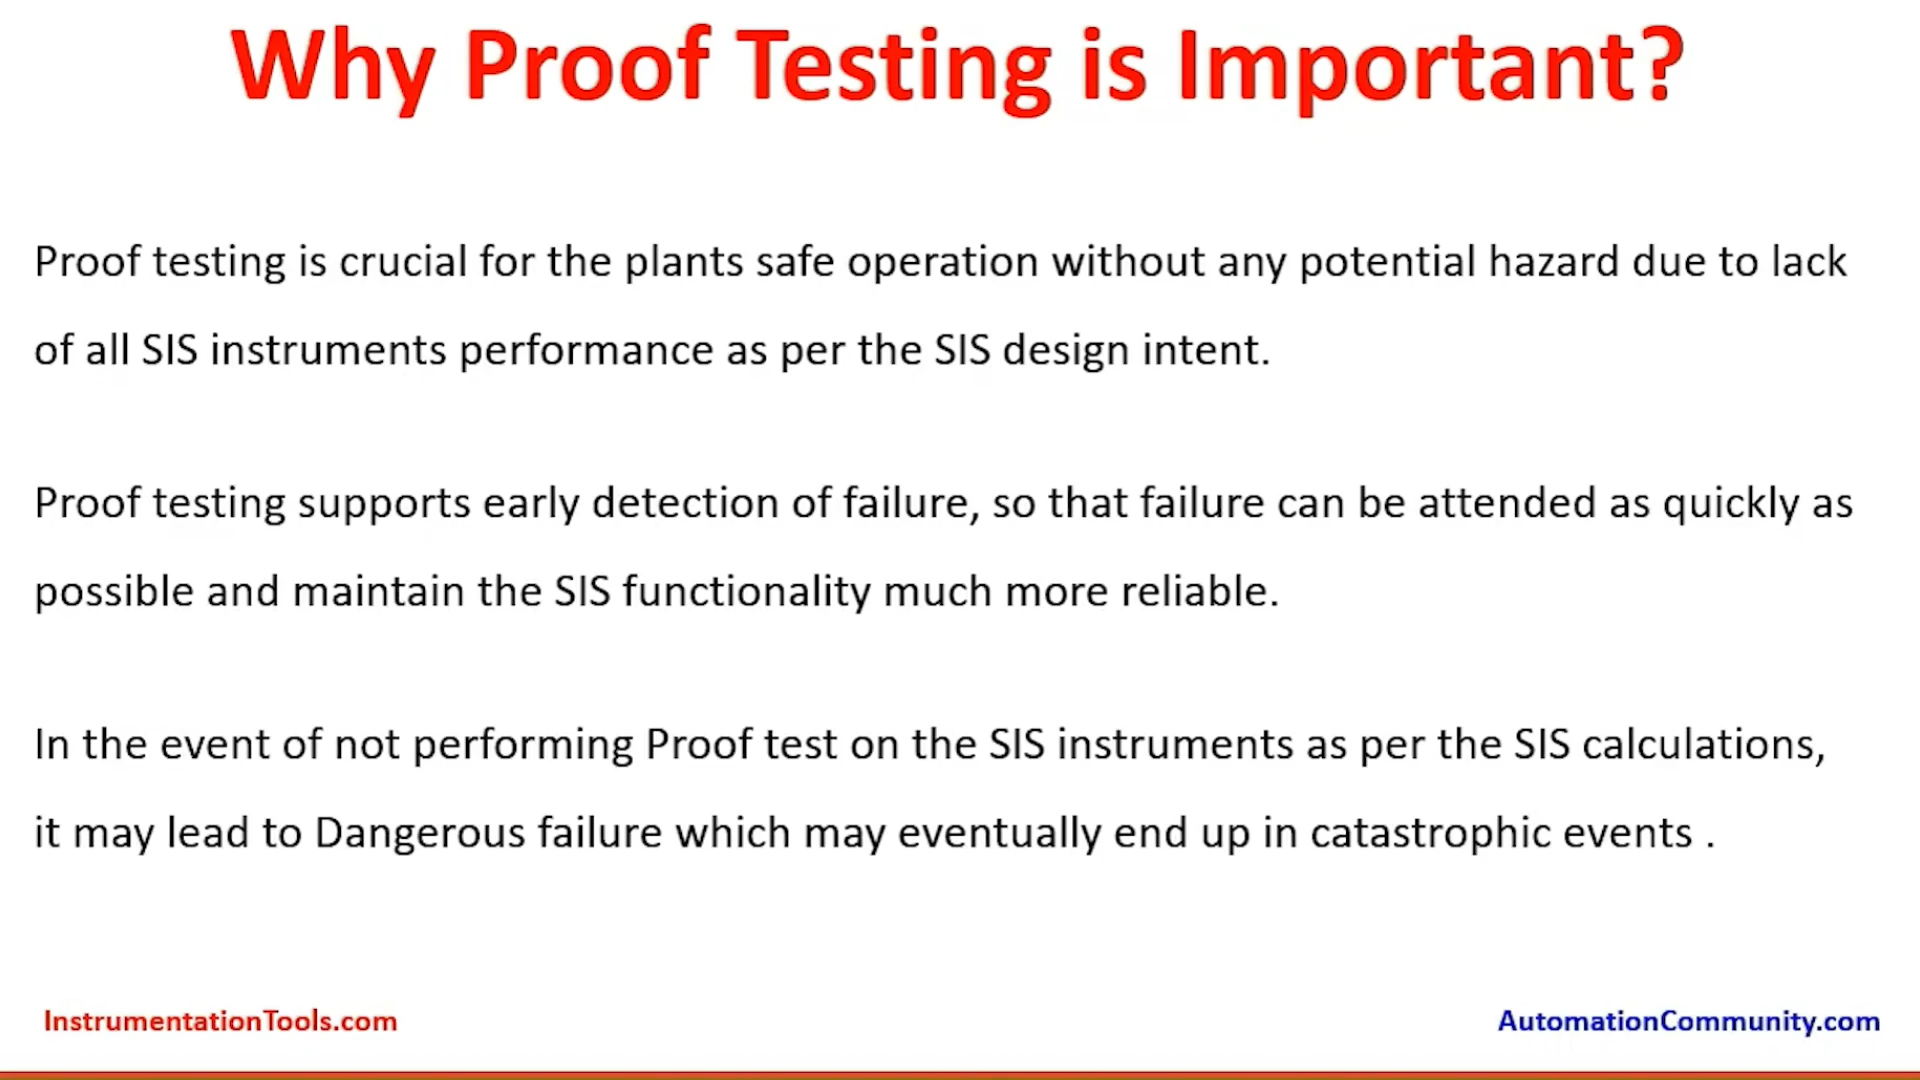 Why Proof Testing is Important?
Proof testing is crucial for the plants safe operation without any potential hazard due to lack
of all SIS instruments performance as per the SIS design intent.
Proof testing supports early detection of failure, so that failure can be attended as quickly as
possible and maintain the SIS functionality much more reliable.
In the event of not performing Proof test on the SIS instruments as per the SIS calculations,
it may lead to Dangerous failure which may eventually end up in catastrophic events .
InstrumentationTools.com
AutomationCommunity.com